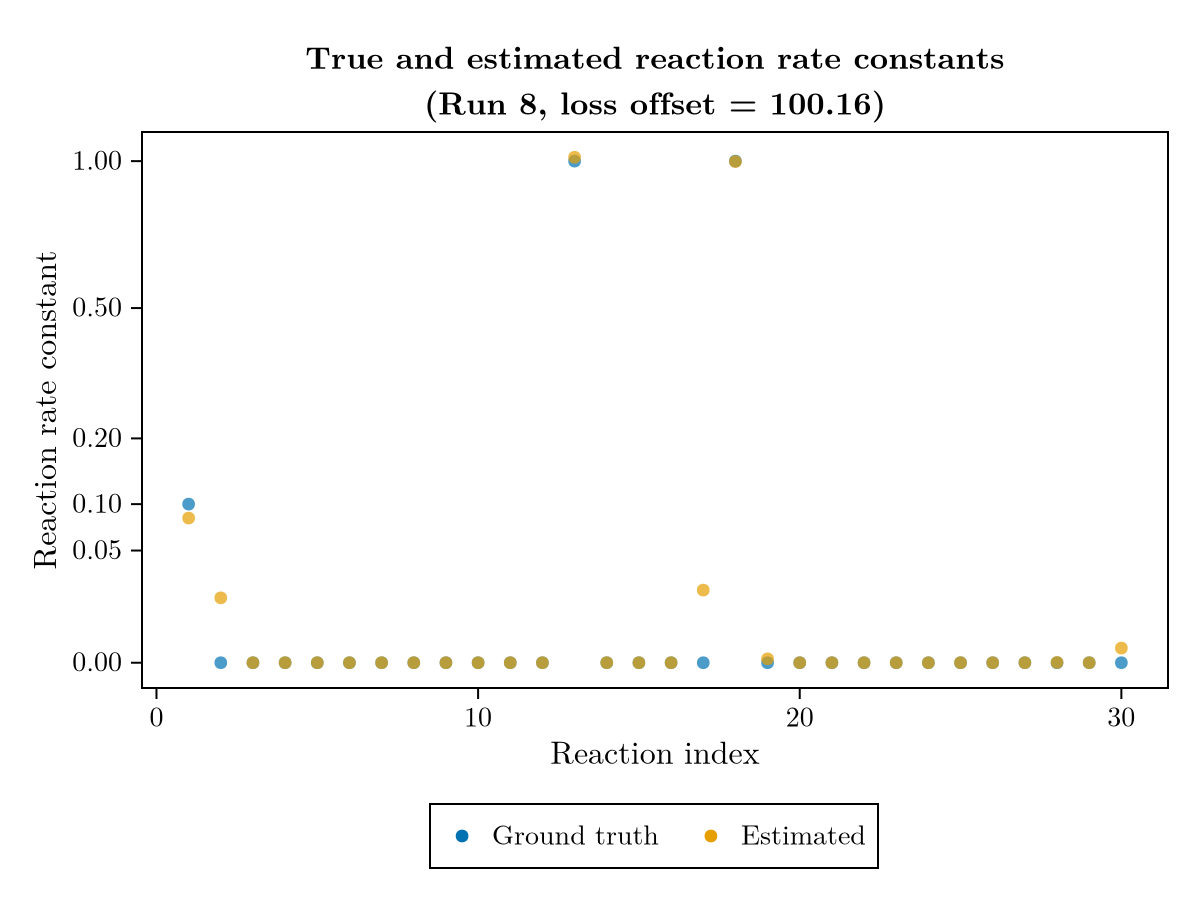 True and estimated reaction rate constants
(Run 8, loss offset = 100.16)
Reaction rate constant
1.00
0.50
0.20
0.10
0.05
0.00
0 10 20 30
Reaction index
Ground truth Estimated